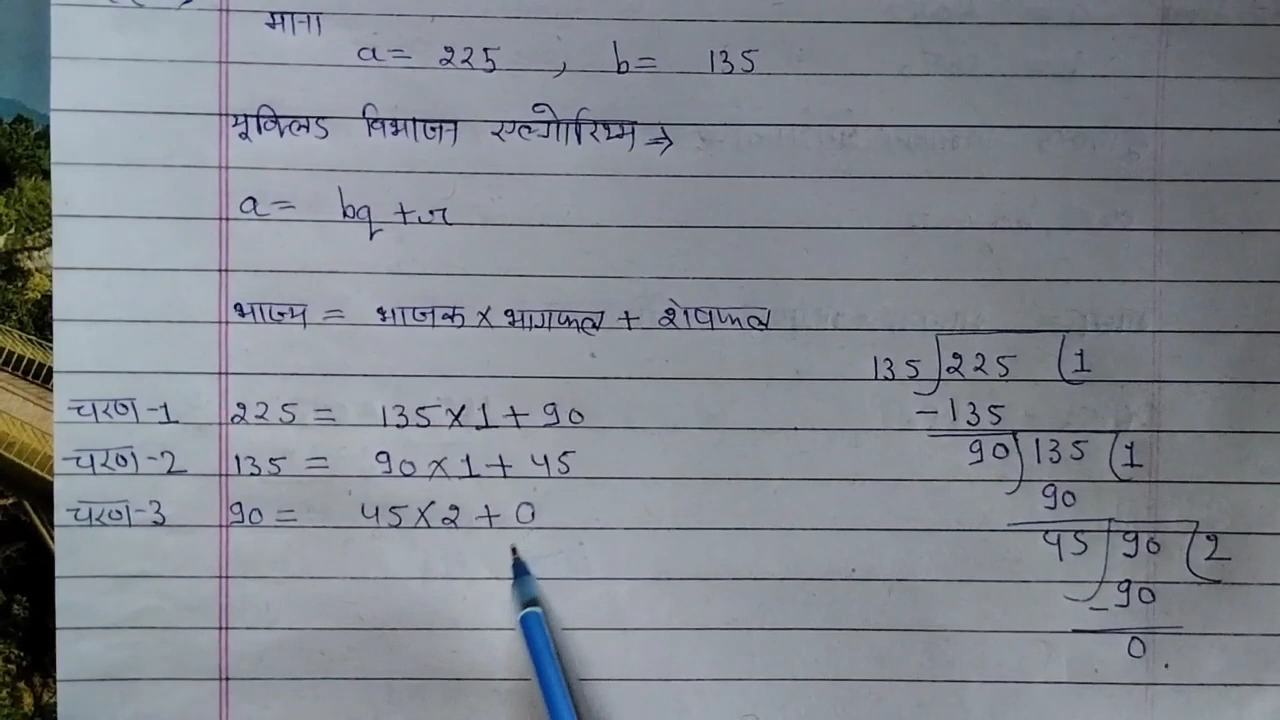 माना
a= 225 , b= 135
यूक्लिड विभाजन एल्गोरिथ्म ⇒
a= bq +r
भाज्य = भाजक × भागफल + शेषफल
चरण-1 225 = 135×1+ 90
चरण-2 135 = 90×1+ 45
चरण-3 90 = 45×2+0
135)225(1
-135
90)135(1
90
45)90(2
-90
0.